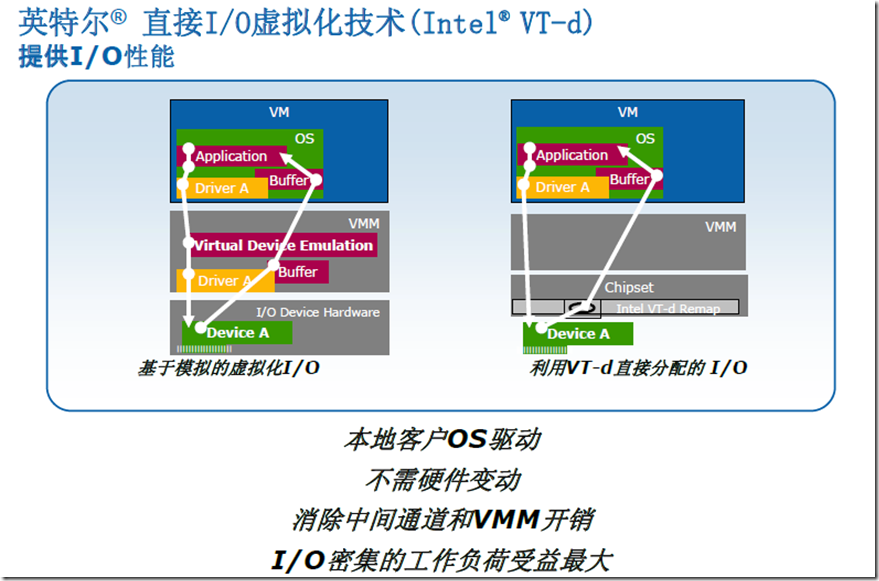 英特尔® 直接I/O虚拟化技术(Intel® VT-d)
提供I/O性能
VM
OS
Application
Buffer
Driver A
VMM
Virtual Device Emulation
Buffer
Driver A
I/O Device Hardware
Device A
基于模拟的虚拟化I/O
VM
OS
Application
Buffer
Driver A
VMM
Chipset
Intel VT-d Remap
Device A
利用VT-d直接分配的 I/O
本地客户OS驱动
不需硬件变动
消除中间通道和VMM开销
I/O密集的工作负荷受益最大